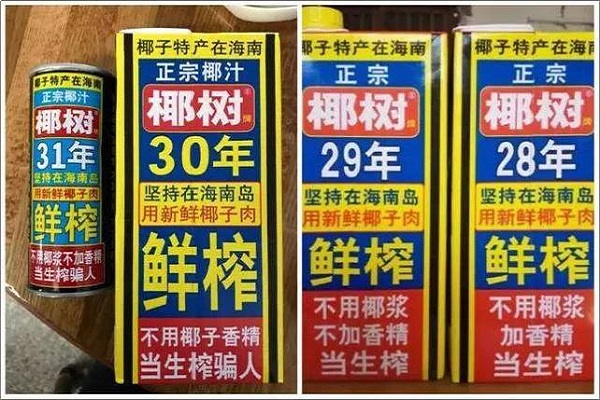 椰子特产在海南
正宗椰汁
椰树
牌
31年
坚持在海南岛
用新鲜椰子肉
鲜榨
不用椰浆不加香精
当生榨骗人
椰子特产在海南
正宗椰汁
椰树
牌
30年
坚持在海南岛
用新鲜椰子肉
鲜榨
不用椰子香精
当生榨骗人
椰子特产在海南
正宗
椰树
牌
29年
坚持在海南岛
用新鲜椰子肉
鲜榨
不用椰浆
不加香精
当生榨
椰子特产在海南
正宗
椰树
牌
28年
坚持在海南岛
用新鲜椰子肉
鲜榨
不用椰浆
加香精
当生榨